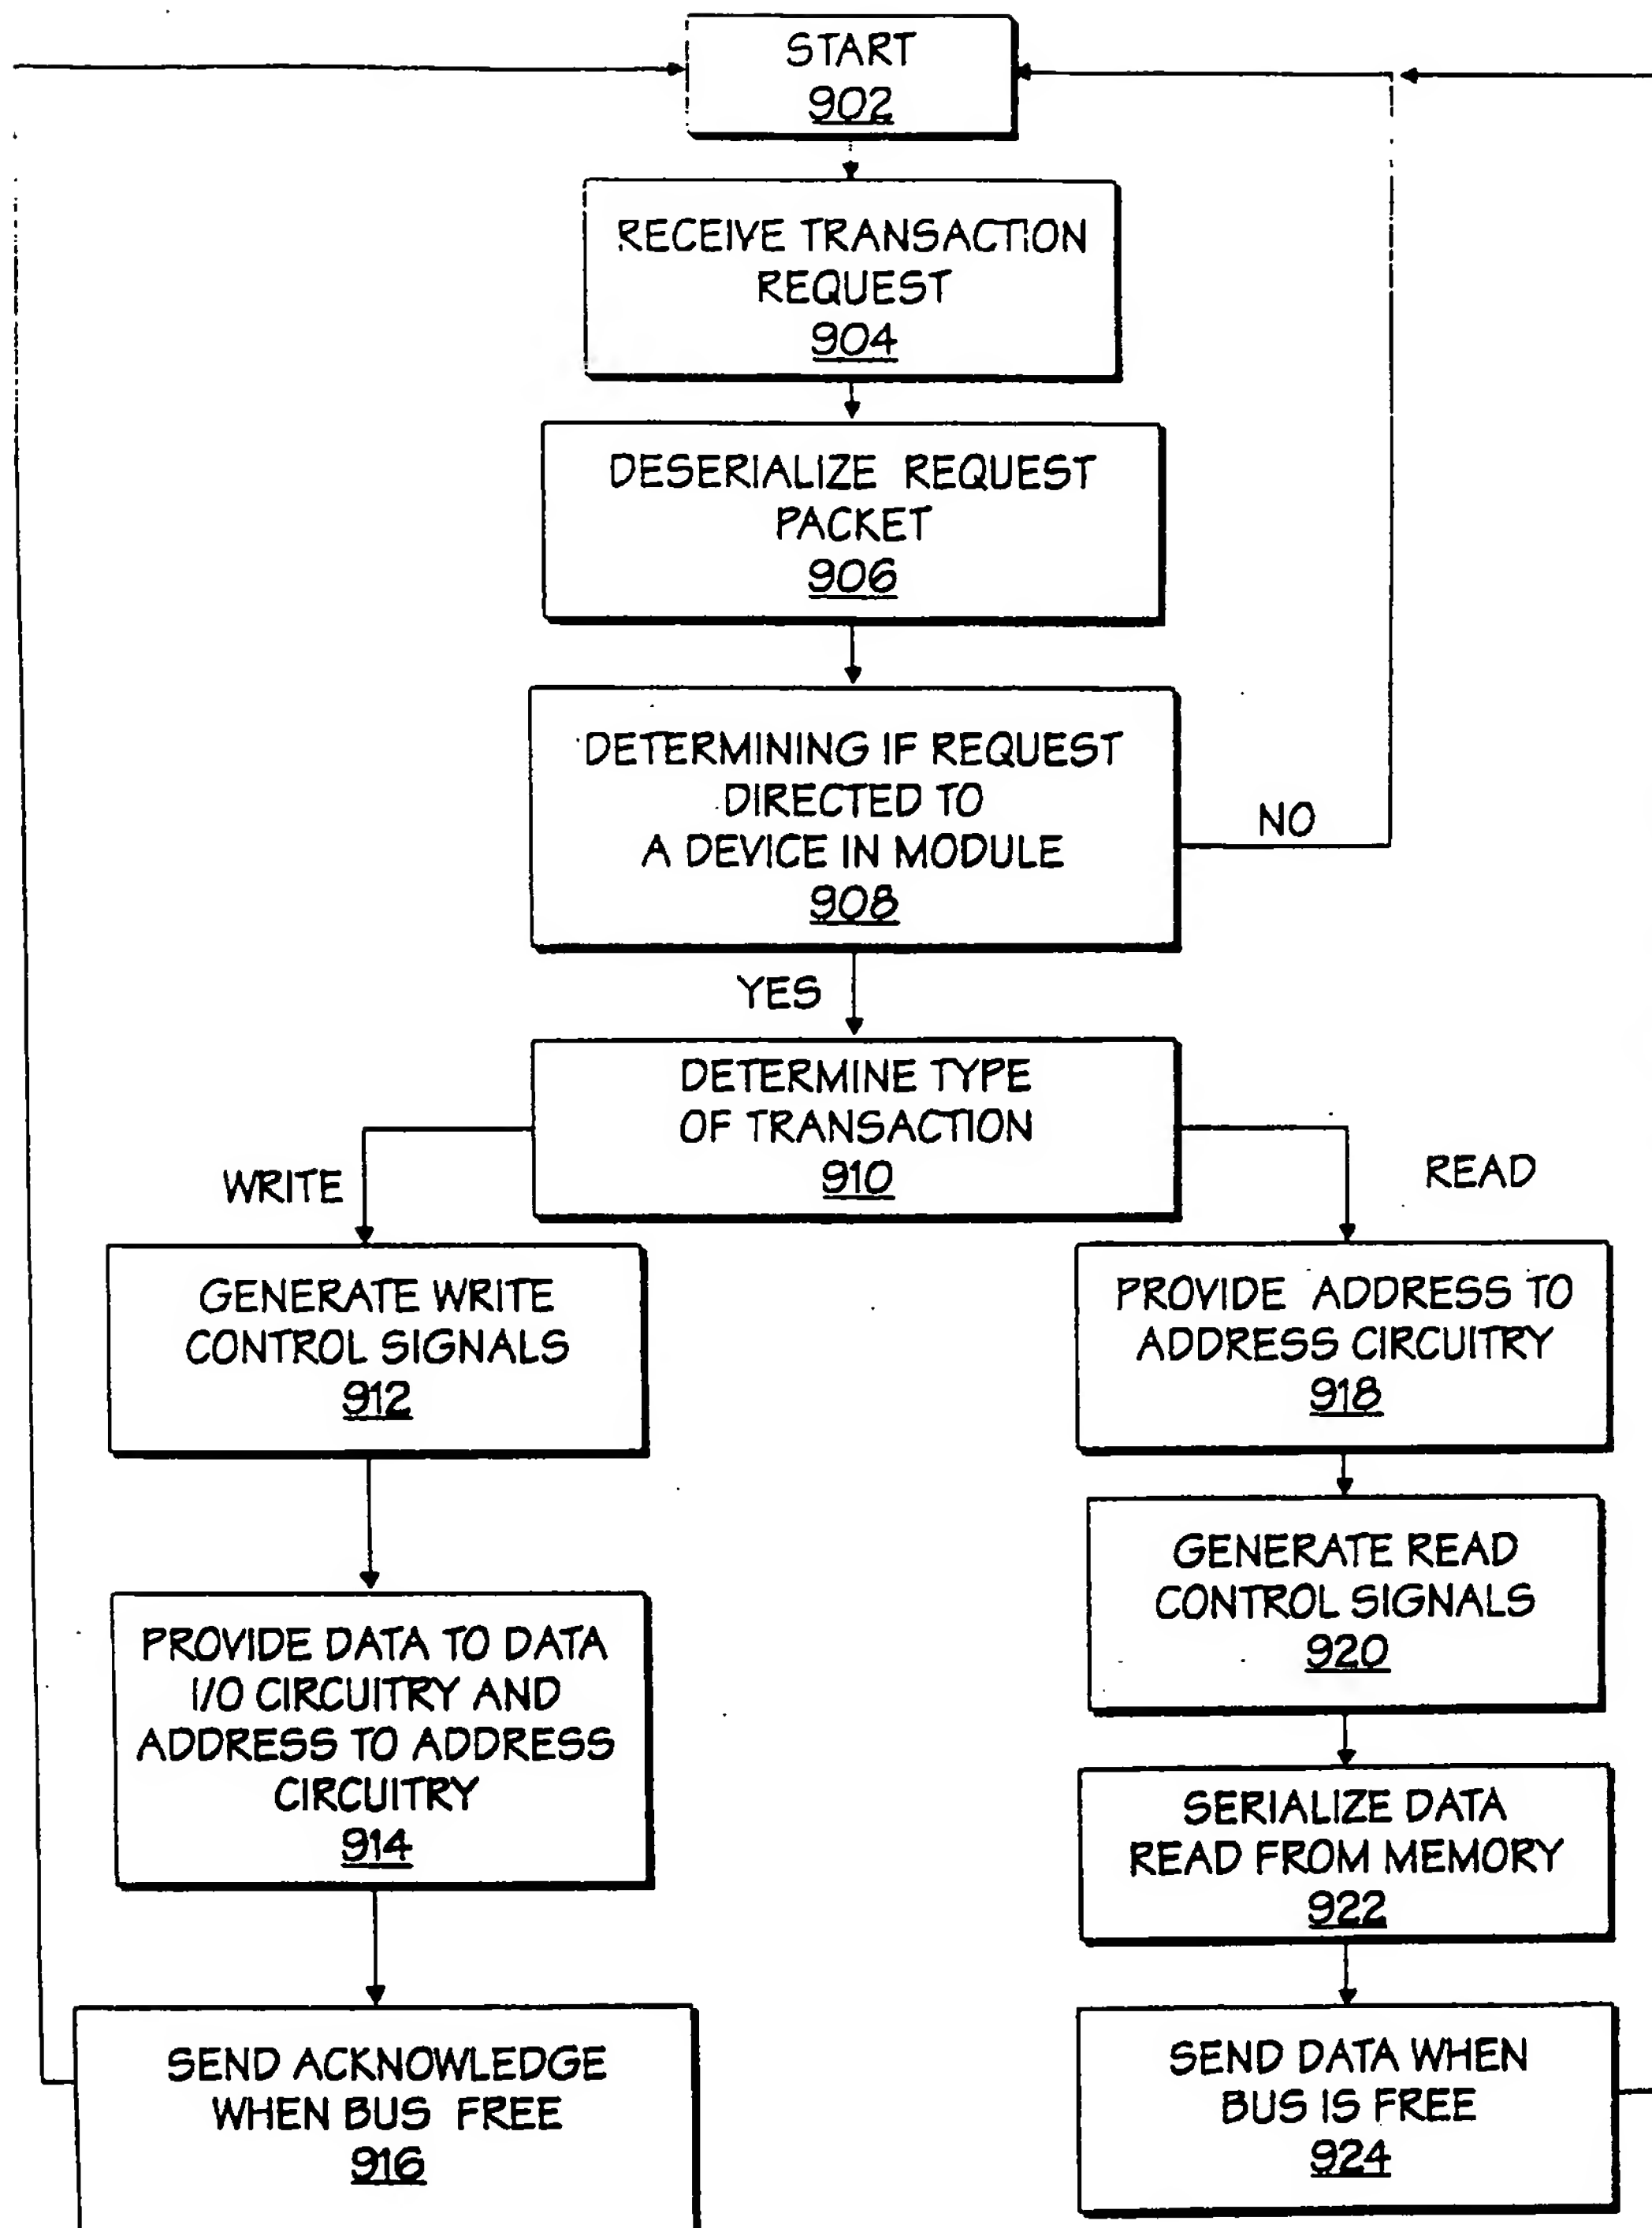 START
902
RECEIVE TRANSACTION
REQUEST
904
DESERIALIZE REQUEST
PACKET
906
DETERMINING IF REQUEST
DIRECTED TO
A DEVICE IN MODULE
908
NO
YES
DETERMINE TYPE
OF TRANSACTION
910
WRITE
READ
GENERATE WRITE
CONTROL SIGNALS
912
PROVIDE DATA TO DATA
I/O CIRCUITRY AND
ADDRESS TO ADDRESS
CIRCUITRY
914
SEND ACKNOWLEDGE
WHEN BUS FREE
916
PROVIDE ADDRESS TO
ADDRESS CIRCUITRY
918
GENERATE READ
CONTROL SIGNALS
920
SERIALIZE DATA
READ FROM MEMORY
922
SEND DATA WHEN
BUS IS FREE
924